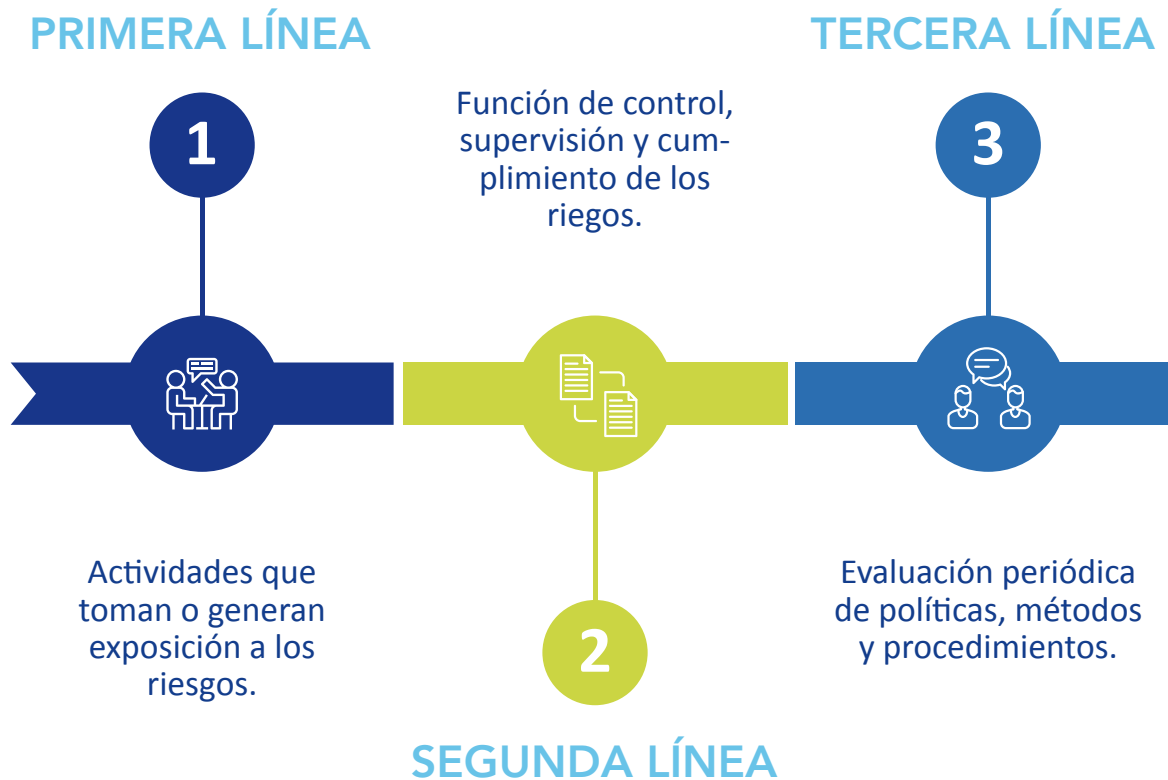 PRIMERA LÍNEA
1
Actividades que
toman o generan
exposición a los
riesgos.
Función de control,
supervisión y cum-
plimiento de los
riegos.
2
SEGUNDA LÍNEA
TERCERA LÍNEA
3
Evaluación periódica
de políticas, métodos
y procedimientos.